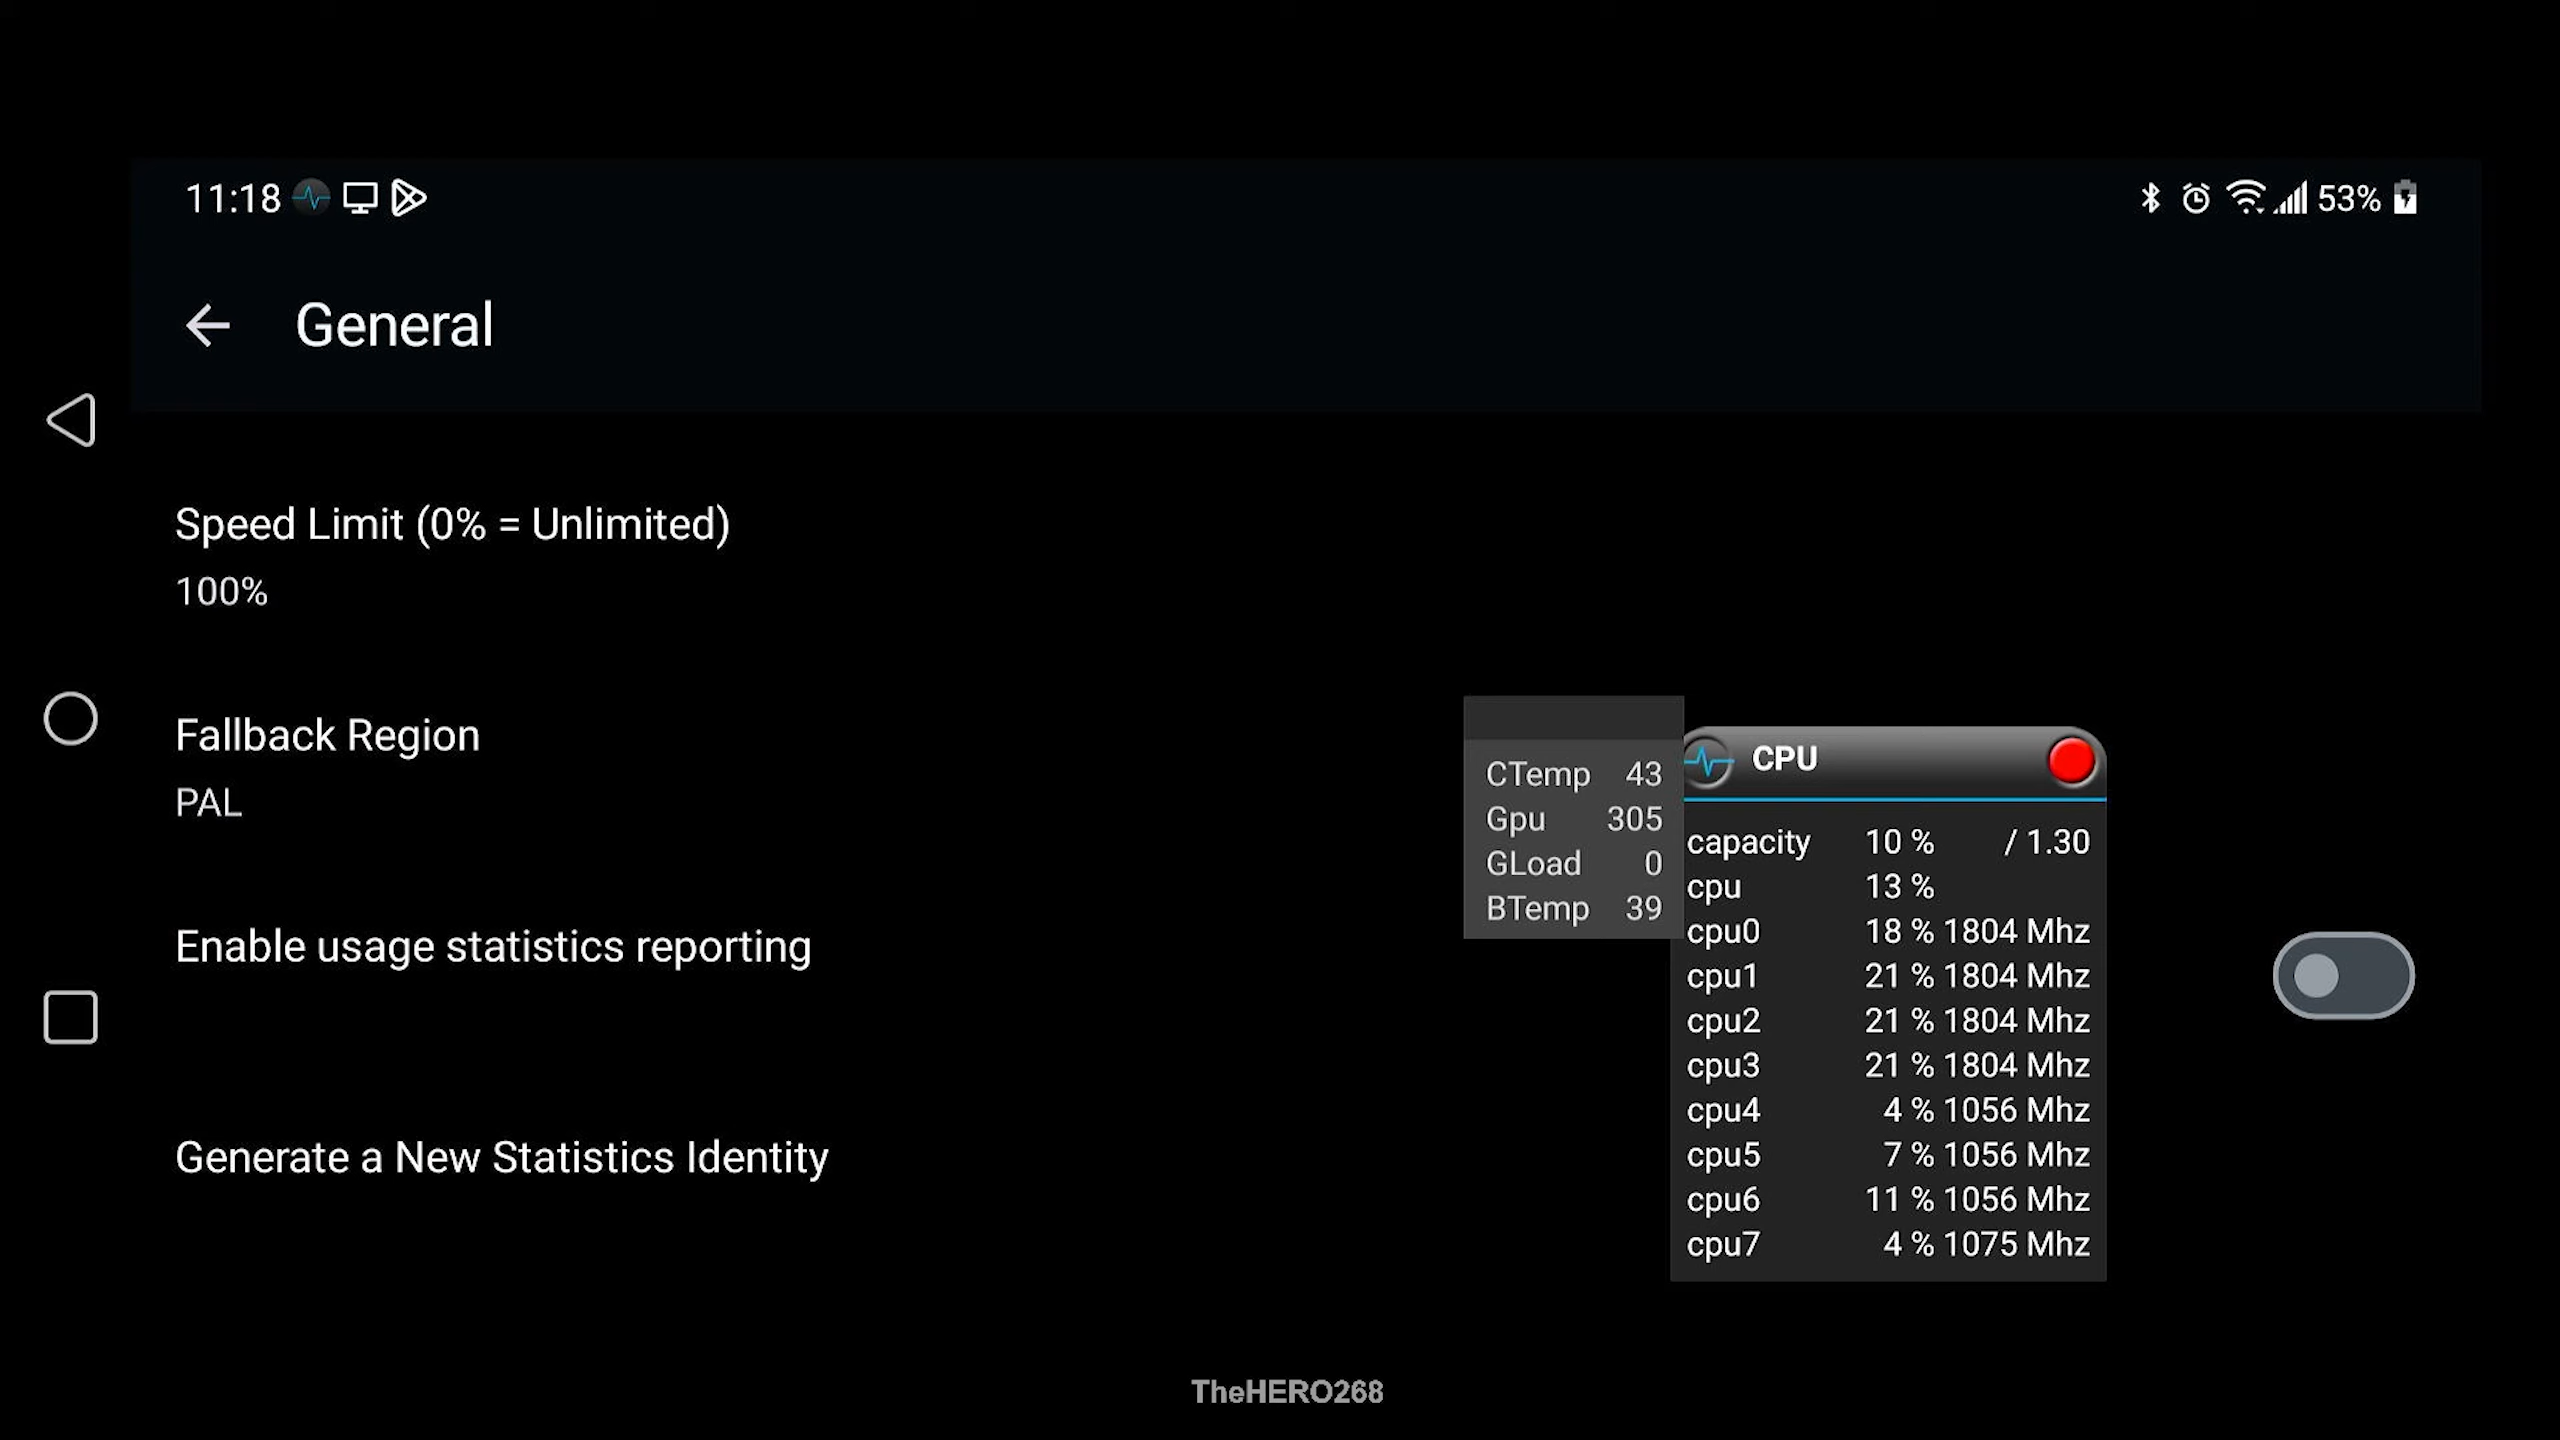 11:18
53%
General
Speed Limit (0% = Unlimited)
100%
Fallback Region
PAL
Enable usage statistics reporting
Generate a New Statistics Identity
CTemp 43
Gpu 305
GLoad 0
BTemp 39
CPU
capacity 10 % / 1.30
cpu 13 %
cpu0 18 % 1804 Mhz
cpu1 21 % 1804 Mhz
cpu2 21 % 1804 Mhz
cpu3 21 % 1804 Mhz
cpu4 4 % 1056 Mhz
cpu5 7 % 1056 Mhz
cpu6 11 % 1056 Mhz
cpu7 4 % 1075 Mhz
TheHERO268